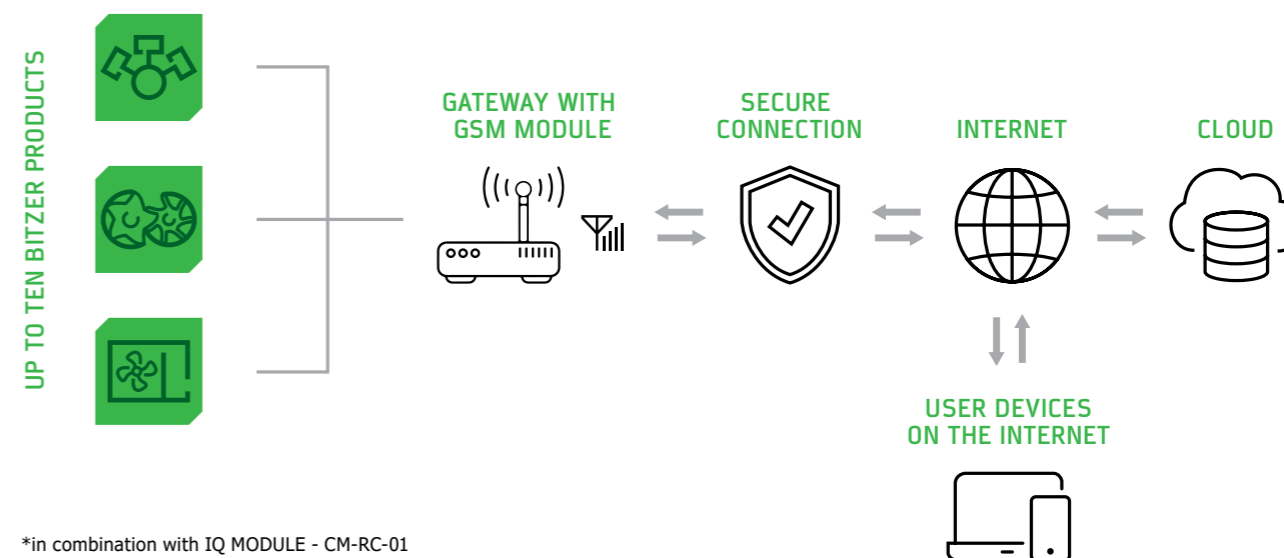 UP TO TEN BITZER PRODUCTS
GATEWAY WITH
GSM MODULE
SECURE
CONNECTION
INTERNET
CLOUD
USER DEVICES
ON THE INTERNET
*in combination with IQ MODULE - CM-RC-01